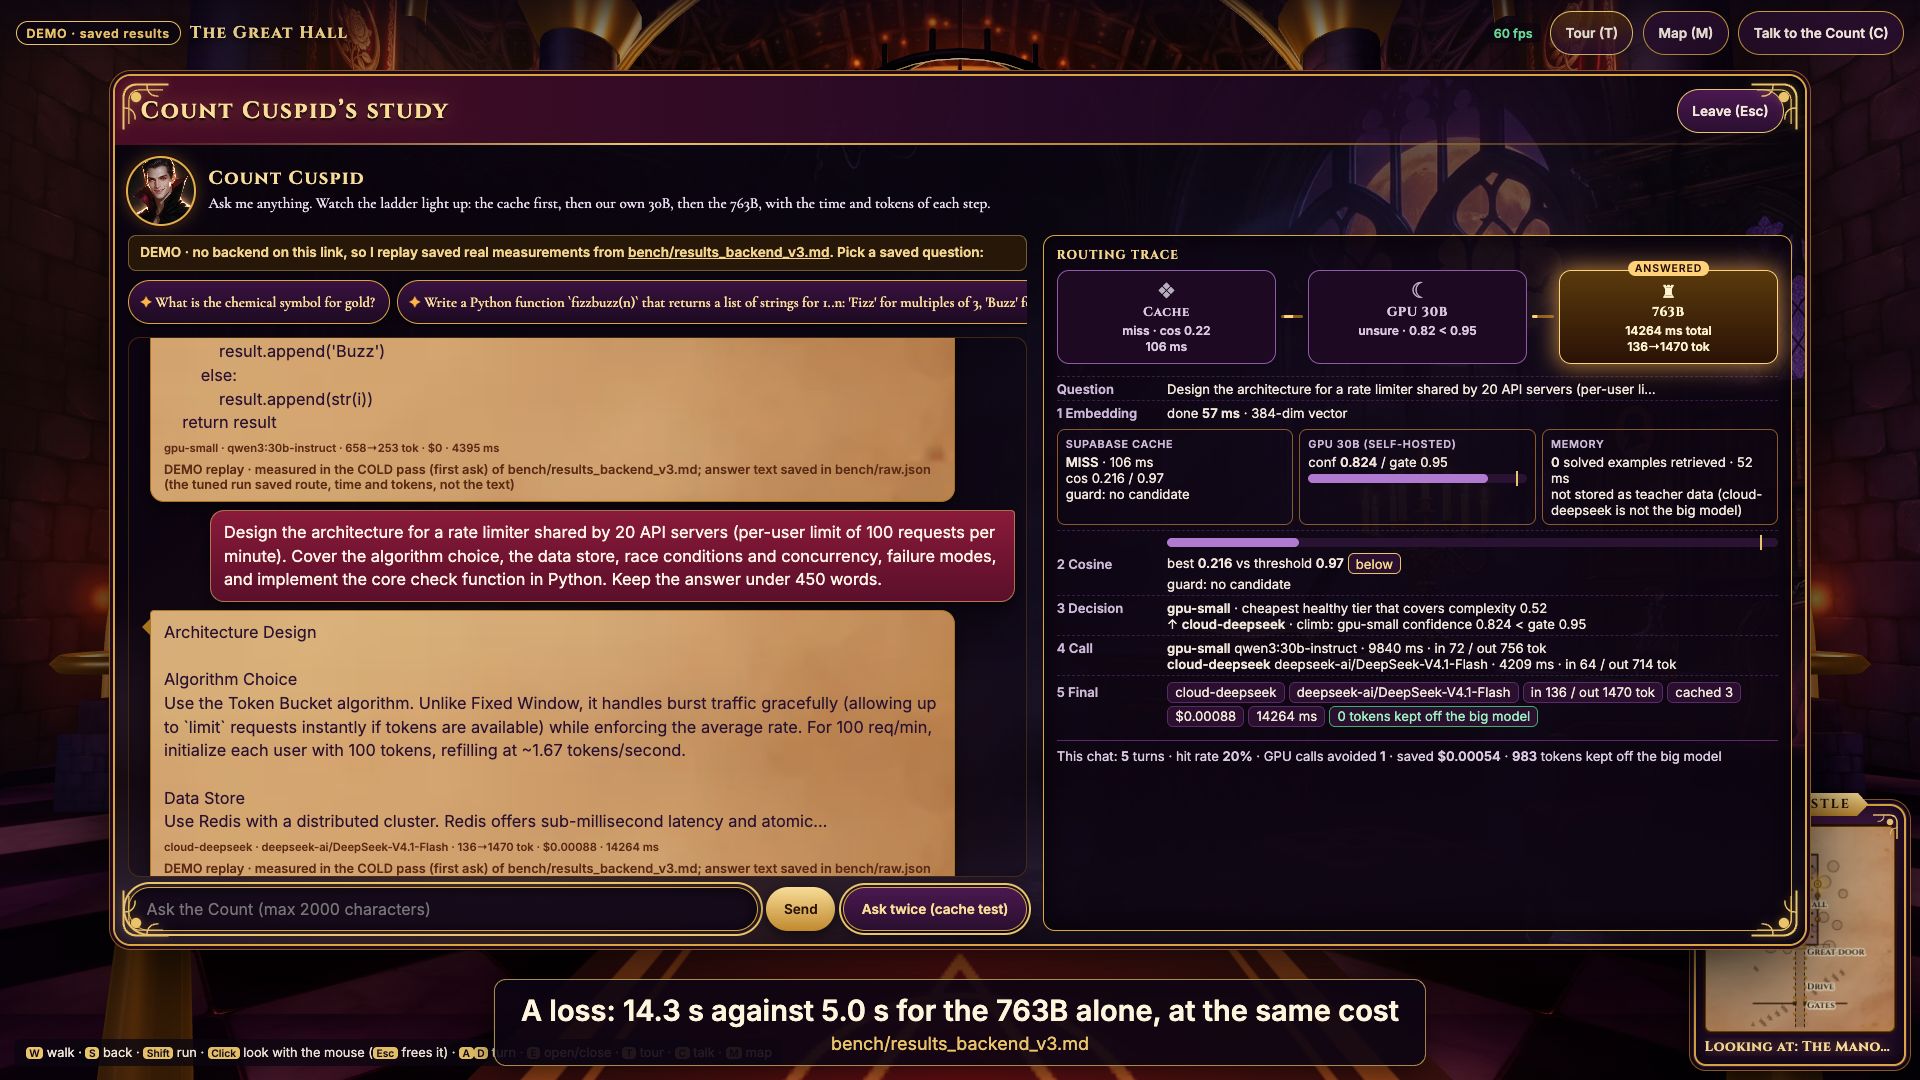 DEMO · saved results
THE GREAT HALL
60 fps
Tour (T)
Map (M)
Talk to the Count (C)
COUNT CUSPID'S STUDY
Leave (Esc)
COUNT CUSPID
Ask me anything. Watch the ladder light up: the cache first, then our own 30B, then the 763B, with the time and tokens of each step.
DEMO · no backend on this link, so I replay saved real measurements from bench/results_backend_v3.md. Pick a saved question:
✦ What is the chemical symbol for gold?
✦ Write a Python function `fizzbuzz(n)` that returns a list of strings for 1..n: 'Fizz' for multiples of 3, 'Buzz' f
result.append('Buzz')
else:
result.append(str(i))
return result
gpu-small · qwen3:30b-instruct · 658→253 tok · $0 · 4395 ms
DEMO replay · measured in the COLD pass (first ask) of bench/results_backend_v3.md; answer text saved in bench/raw.json
(the tuned run saved route, time and tokens, not the text)
Design the architecture for a rate limiter shared by 20 API servers (per-user limit of 100 requests per
minute). Cover the algorithm choice, the data store, race conditions and concurrency, failure modes,
and implement the core check function in Python. Keep the answer under 450 words.
Architecture Design
Algorithm Choice
Use the Token Bucket algorithm. Unlike Fixed Window, it handles burst traffic gracefully (allowing up
to `limit` requests instantly if tokens are available) while enforcing the average rate. For 100 req/min,
initialize each user with 100 tokens, refilling at ~1.67 tokens/second.
Data Store
Use Redis with a distributed cluster. Redis offers sub-millisecond latency and atomic...
cloud-deepseek · deepseek-ai/DeepSeek-V4.1-Flash · 136→1470 tok · $0.00088 · 14264 ms
DEMO replay · measured in the COLD pass (first ask) of bench/results_backend_v3.md; answer text saved in bench/raw.json
Ask the Count (max 2000 characters)
Send
Ask twice (cache test)
ROUTING TRACE
CACHE
miss · cos 0.22
106 ms
GPU 30B
unsure · 0.82 < 0.95
ANSWERED
763B
14264 ms total
136→1470 tok
Question Design the architecture for a rate limiter shared by 20 API servers (per-user li...
1 Embedding done 57 ms · 384-dim vector
SUPABASE CACHE
MISS · 106 ms
cos 0.216 / 0.97
guard: no candidate
GPU 30B (SELF-HOSTED)
conf 0.824 / gate 0.95
MEMORY
0 solved examples retrieved · 52
ms
not stored as teacher data (cloud-
deepseek is not the big model)
2 Cosine best 0.216 vs threshold 0.97 below
guard: no candidate
3 Decision gpu-small · cheapest healthy tier that covers complexity 0.52
↑ cloud-deepseek · climb: gpu-small confidence 0.824 < gate 0.95
4 Call gpu-small qwen3:30b-instruct · 9840 ms · in 72 / out 756 tok
cloud-deepseek deepseek-ai/DeepSeek-V4.1-Flash · 4209 ms · in 64 / out 714 tok
5 Final cloud-deepseek deepseek-ai/DeepSeek-V4.1-Flash in 136 / out 1470 tok cached 3
$0.00088 14264 ms 0 tokens kept off the big model
This chat: 5 turns · hit rate 20% · GPU calls avoided 1 · saved $0.00054 · 983 tokens kept off the big model
STLE
ALL
GREAT DOOR
DRIVE
GATES
LOOKING AT: THE MANO...
A loss: 14.3 s against 5.0 s for the 763B alone, at the same cost
bench/results_backend_v3.md
W walk · S back · Shift run · Click look with the mouse (Esc frees it) · A D turn · E open/close · T tour · C talk · M map